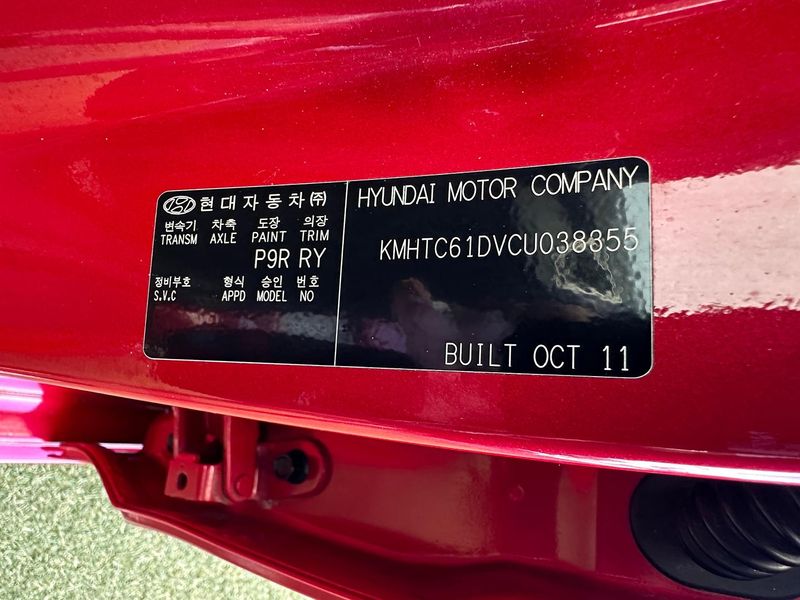 현대자동차㈜
변속기 차축 도장 의장
TRANSM AXLE PAINT TRIM
P9R RY
정비부호 형식 승인 번호
S.V.C APPD MODEL NO
HYUNDAI MOTOR COMPANY
KMHTC61DVCU038355
BUILT OCT 11